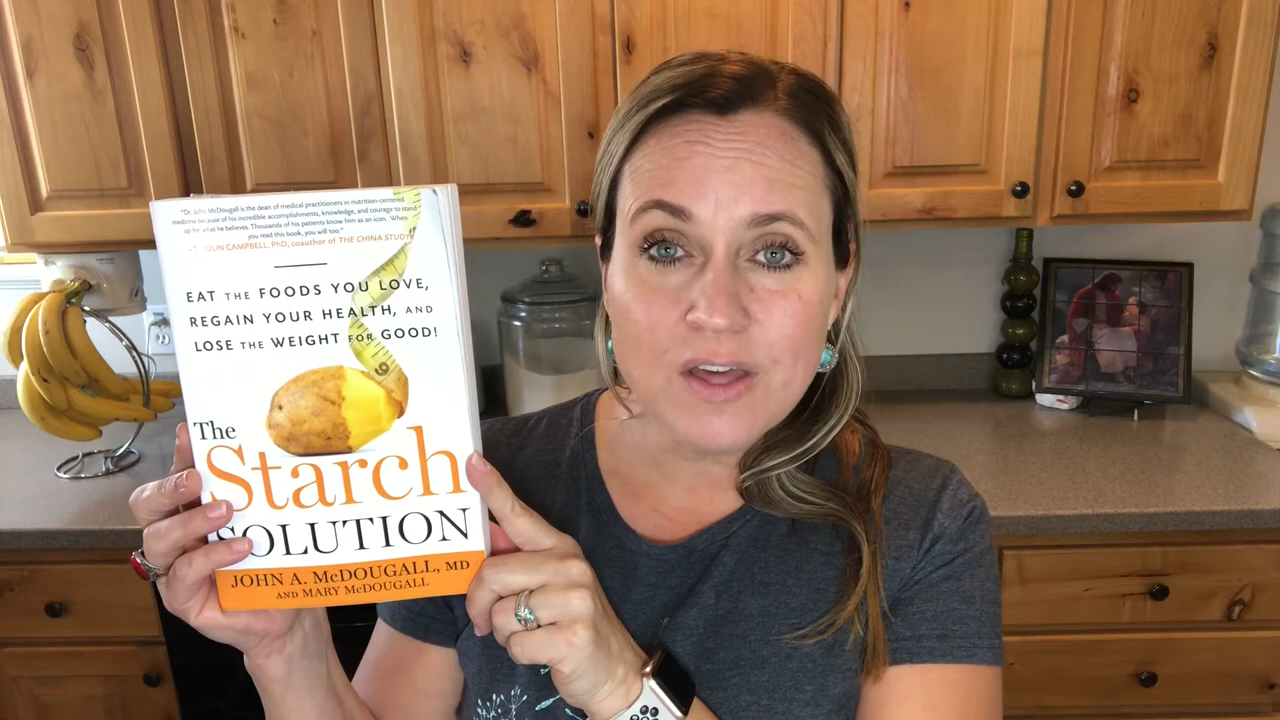 "Dr. John McDougall is the dean of medical practitioners in nutrition-centered
medicine because of his incredible accomplishments, knowledge, and courage to stand
up for what he believes. Thousands of his patients know him as an icon. When
you read this book, you will too."
COLIN CAMPBELL, PhD, coauthor of THE CHINA STUDY
EAT THE FOODS YOU LOVE,
REGAIN YOUR HEALTH, AND
LOSE THE WEIGHT FOR GOOD!
The
Starch
SOLUTION
JOHN A. McDOUGALL, MD
AND MARY McDOUGALL